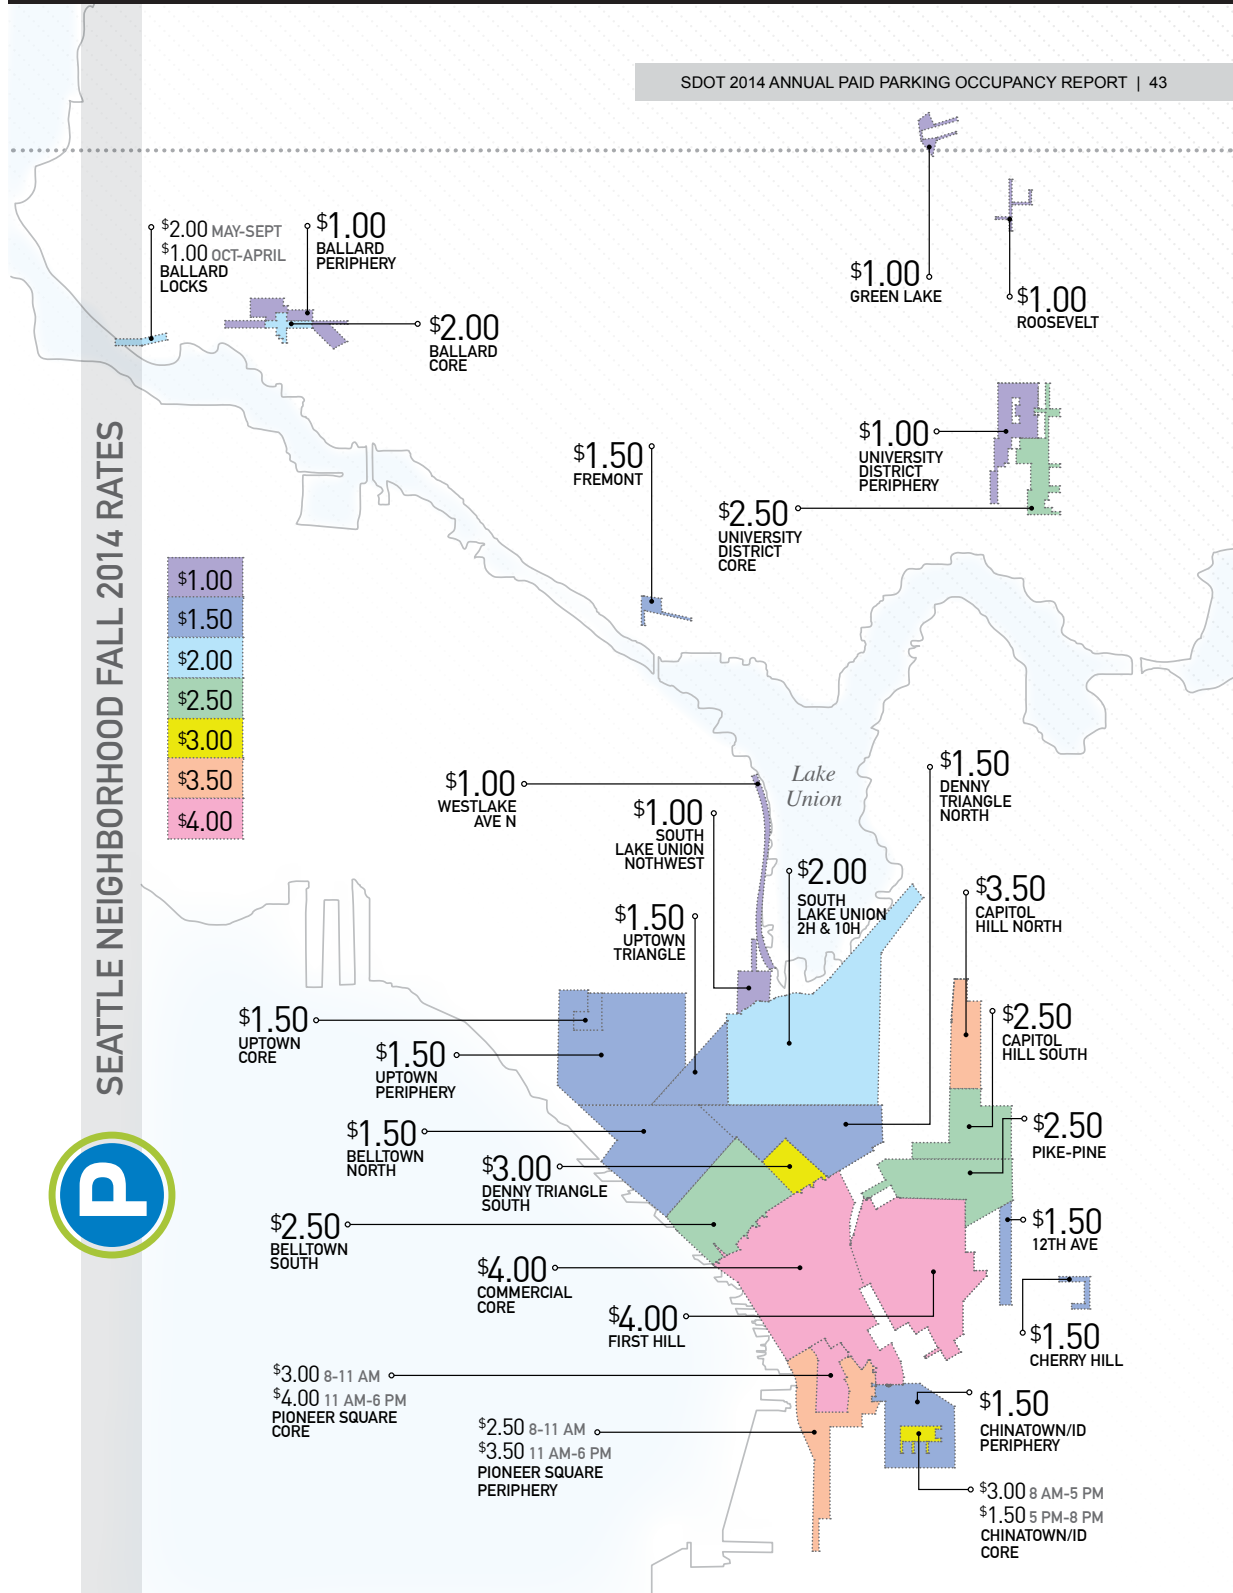 SDOT 2014 ANNUAL PAID PARKING OCCUPANCY REPORT | 43
SEATTLE NEIGHBORHOOD FALL 2014 RATES
P
$1.00
$1.50
$2.00
$2.50
$3.00
$3.50
$4.00
$2.00 MAY-SEPT
$1.00 OCT-APRIL
BALLARD
LOCKS
$1.00
BALLARD
PERIPHERY
$2.00
BALLARD
CORE
$1.00
GREEN LAKE
$1.00
ROOSEVELT
$1.50
FREMONT
$1.00
UNIVERSITY
DISTRICT
PERIPHERY
$2.50
UNIVERSITY
DISTRICT
CORE
Lake
Union
$1.00
WESTLAKE
AVE N
$1.00
SOUTH
LAKE UNION
NOTHWEST
$1.50
DENNY
TRIANGLE
NORTH
$2.00
SOUTH
LAKE UNION
2H & 10H
$3.50
CAPITOL
HILL NORTH
$1.50
UPTOWN
TRIANGLE
$1.50
UPTOWN
CORE
$1.50
UPTOWN
PERIPHERY
$2.50
CAPITOL
HILL SOUTH
$1.50
BELLTOWN
NORTH
$3.00
DENNY TRIANGLE
SOUTH
$2.50
PIKE-PINE
$2.50
BELLTOWN
SOUTH
$1.50
12TH AVE
$4.00
COMMERCIAL
CORE
$4.00
FIRST HILL
$1.50
CHERRY HILL
$3.00 8-11 AM
$4.00 11 AM-6 PM
PIONEER SQUARE
CORE
$2.50 8-11 AM
$3.50 11 AM-6 PM
PIONEER SQUARE
PERIPHERY
$1.50
CHINATOWN/ID
PERIPHERY
$3.00 8 AM-5 PM
$1.50 5 PM-8 PM
CHINATOWN/ID
CORE